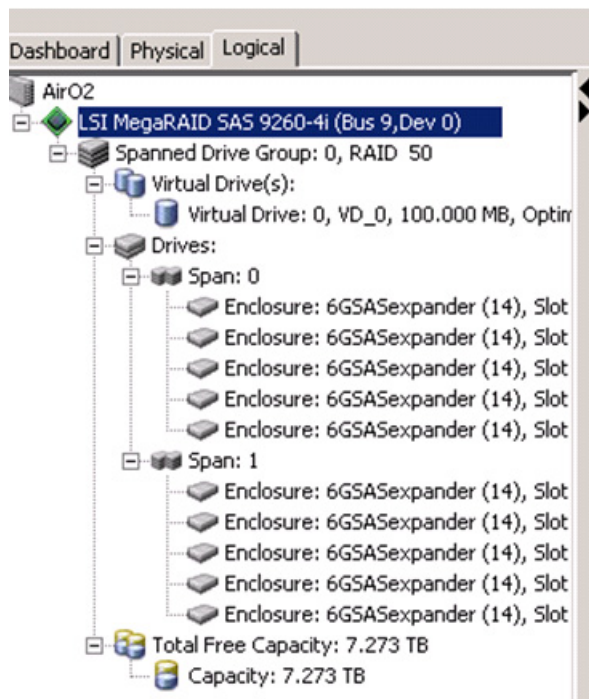 Dashboard Physical Logical
AirO2
LSI MegaRAID SAS 9260-4i (Bus 9,Dev 0)
Spanned Drive Group: 0, RAID 50
Virtual Drive(s):
Virtual Drive: 0, VD_0, 100.000 MB, Optim
Drives:
Span: 0
Enclosure: 6GSASexpander (14), Slot
Enclosure: 6GSASexpander (14), Slot
Enclosure: 6GSASexpander (14), Slot
Enclosure: 6GSASexpander (14), Slot
Enclosure: 6GSASexpander (14), Slot
Span: 1
Enclosure: 6GSASexpander (14), Slot
Enclosure: 6GSASexpander (14), Slot
Enclosure: 6GSASexpander (14), Slot
Enclosure: 6GSASexpander (14), Slot
Enclosure: 6GSASexpander (14), Slot
Total Free Capacity: 7.273 TB
Capacity: 7.273 TB